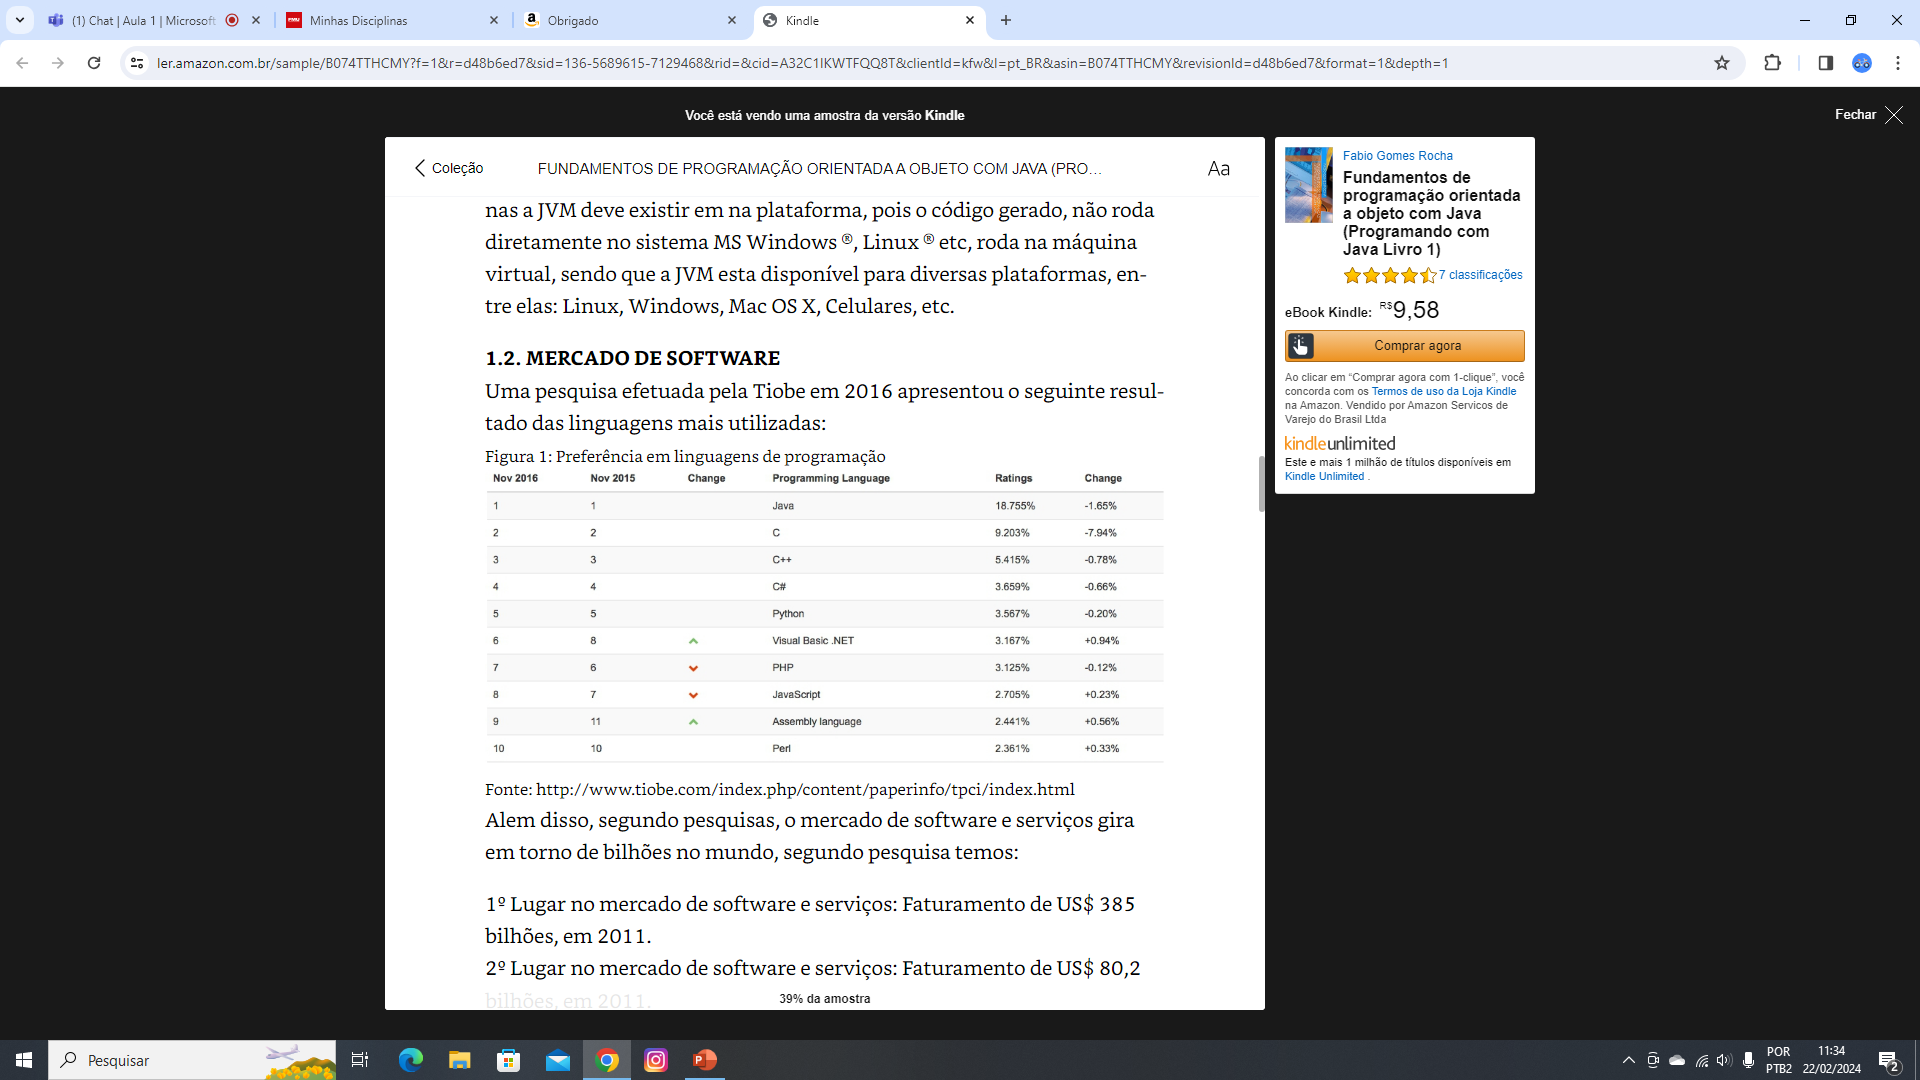 (1) Chat | Aula 1 | Microsoft
Minhas Disciplinas
Obrigado
Kindle
ler.amazon.com.br/sample/B074TTHCMY?f=1&r=d48b6ed7&sid=136-5689615-7129468&rid=&cid=A32C1IKWTFQQ8T&clientId=kfw&l=pt_BR&asin=B074TTHCMY&revisionId=d48b6ed7&format=1&depth=1
Você está vendo uma amostra da versão Kindle
Fechar
Coleção
FUNDAMENTOS DE PROGRAMAÇÃO ORIENTADA A OBJETO COM JAVA (PRO...
Aa
nas a JVM deve existir em na plataforma, pois o código gerado, não roda
diretamente no sistema MS Windows ®, Linux ® etc, roda na máquina
virtual, sendo que a JVM esta disponível para diversas plataformas, en-
tre elas: Linux, Windows, Mac OS X, Celulares, etc.
1.2. MERCADO DE SOFTWARE
Uma pesquisa efetuada pela Tiobe em 2016 apresentou o seguinte resul-
tado das linguagens mais utilizadas:
Figura 1: Preferência em linguagens de programação
Nov 2016 Nov 2015 Change Programming Language Ratings Change
1 1 Java 18.755% -1.65%
2 2 C 9.203% -7.94%
3 3 C++ 5.415% -0.78%
4 4 C# 3.659% -0.66%
5 5 Python 3.567% -0.20%
6 8 Visual Basic .NET 3.167% +0.94%
7 6 PHP 3.125% -0.12%
8 7 JavaScript 2.705% +0.23%
9 11 Assembly language 2.441% +0.56%
10 10 Perl 2.361% +0.33%
Fonte: http://www.tiobe.com/index.php/content/paperinfo/tpci/index.html
Alem disso, segundo pesquisas, o mercado de software e serviços gira
em torno de bilhões no mundo, segundo pesquisa temos:
1º Lugar no mercado de software e serviços: Faturamento de US$ 385
bilhões, em 2011.
2º Lugar no mercado de software e serviços: Faturamento de US$ 80,2
bilhões, em 2011.
39% da amostra
Fabio Gomes Rocha
Fundamentos de
programação orientada
a objeto com Java
(Programando com
Java Livro 1)
7 classificações
eBook Kindle: R$9,58
Comprar agora
Ao clicar em “Comprar agora com 1-clique”, você
concorda com os Termos de uso da Loja Kindle
na Amazon. Vendido por Amazon Servicos de
Varejo do Brasil Ltda
kindleunlimited
Este e mais 1 milhão de títulos disponíveis em
Kindle Unlimited .
Pesquisar
POR
PTB2
11:34
22/02/2024
2